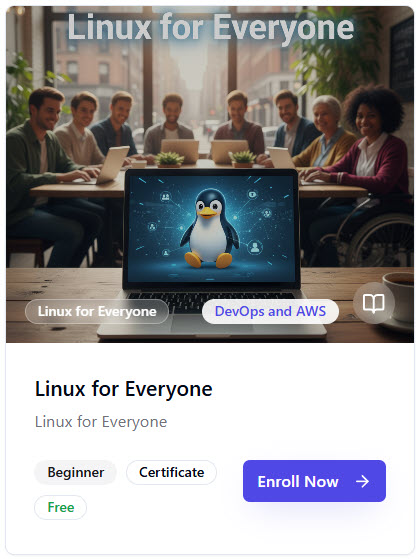 Linux for Everyone
Linux for Everyone
DevOps and AWS
Linux for Everyone
Linux for Everyone
Beginner
Certificate
Enroll Now
Free